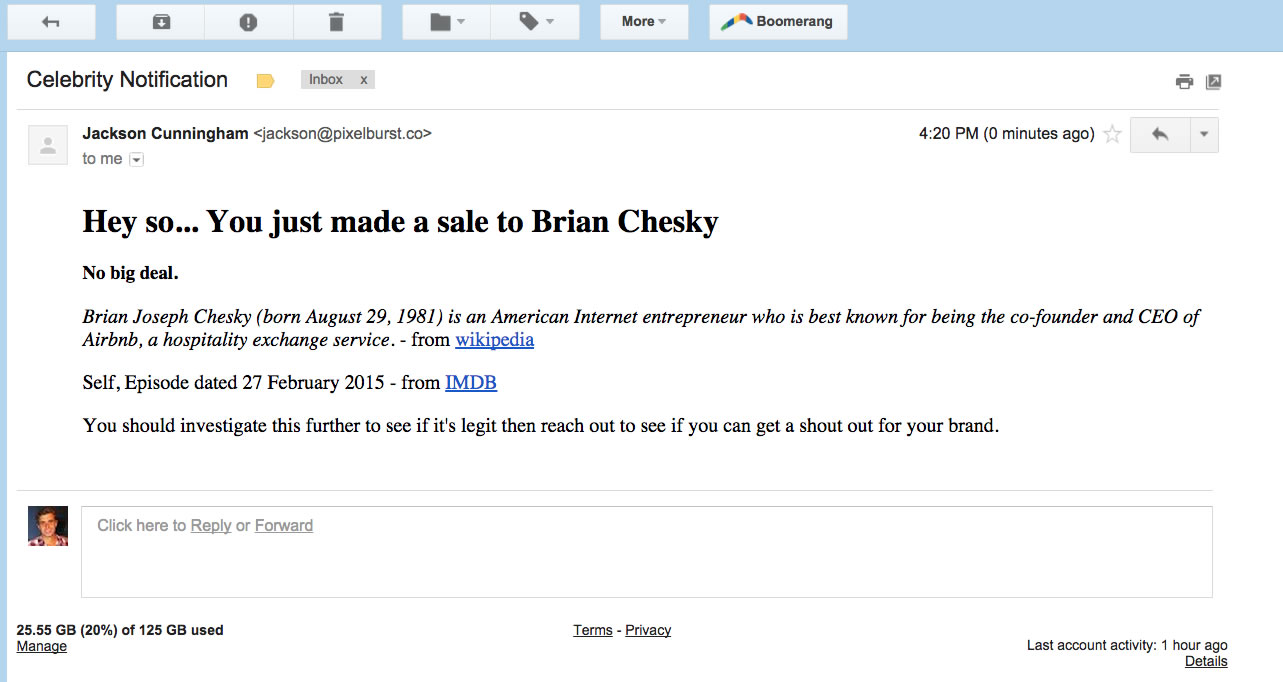 More
Boomerang
Celebrity Notification
Inbox x
Jackson Cunningham <jackson@pixelburst.co>
4:20 PM (0 minutes ago)
to me
Hey so... You just made a sale to Brian Chesky
No big deal.
Brian Joseph Chesky (born August 29, 1981) is an American Internet entrepreneur who is best known for being the co-founder and CEO of
Airbnb, a hospitality exchange service. - from wikipedia
Self, Episode dated 27 February 2015 - from IMDB
You should investigate this further to see if it's legit then reach out to see if you can get a shout out for your brand.
Click here to Reply or Forward
25.55 GB (20%) of 125 GB used
Manage
Terms - Privacy
Last account activity: 1 hour ago
Details